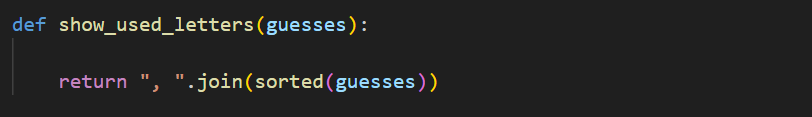 def show_used_letters(guesses):
    return ", ".join(sorted(guesses))